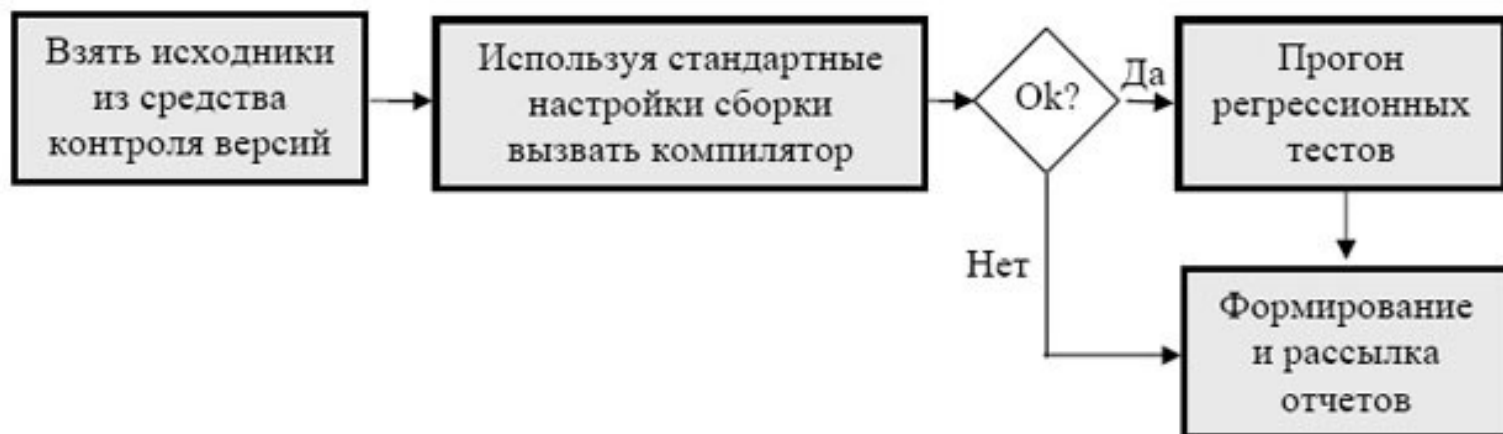 Взять исходники
из средства
контроля версий
Используя стандартные
настройки сборки
вызвать компилятор
Ok?
Да
Прогон
регрессионных
тестов
Нет
Формирование
и рассылка
отчетов